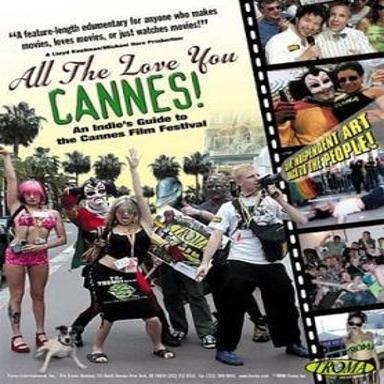 "A feature-length edumentary for anyone who makes
movies, loves movies, or just watches movies!"
A Lloyd Kaufman/Michael Herz Production
All The Love You
CANNES!
An Indie's Guide to
the Cannes Film Festival
INDEPENDENT ART
BACK TO THE PEOPLE!
TROMA
TROMA